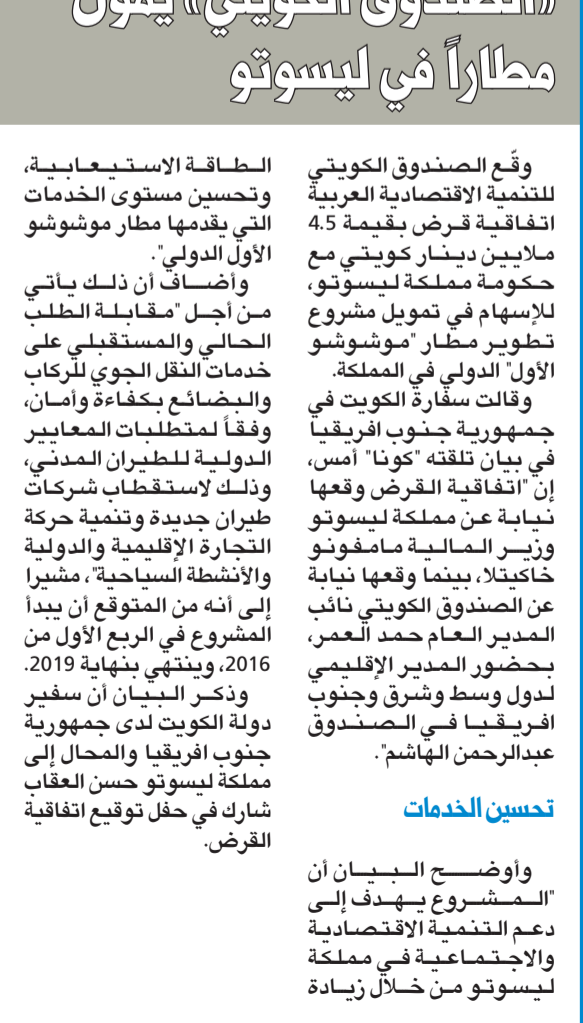 «الصندوق الكويتي» يمول
مطاراً في ليسوتو
وقّع الصندوق الكويتي
للتنمية الاقتصادية العربية
اتفاقية قرض بقيمة 4.5
ملايين دينار كويتي مع
حكومة مملكة ليسوتو،
للإسهام في تمويل مشروع
تطوير مطار "موشوشو
الأول" الدولي في المملكة.
وقالت سفارة الكويت في
جمهورية جنوب افريقيا
في بيان تلقته "كونا" أمس،
إن "اتفاقية القرض وقعها
نيابة عن مملكة ليسوتو
وزير المالية مامفونو
خاكيتلا، بينما وقعها نيابة
عن الصندوق الكويتي نائب
المدير العام حمد العمر،
بحضور المدير الإقليمي
لدول وسط وشرق وجنوب
افريقيا في الصندوق
عبدالرحمن الهاشم".
تحسين الخدمات
وأوضح البيان أن
"المشروع يهدف إلى
دعم التنمية الاقتصادية
والاجتماعية في مملكة
ليسوتو من خلال زيادة
الطاقة الاستيعابية،
وتحسين مستوى الخدمات
التي يقدمها مطار موشوشو
الأول الدولي".
وأضاف أن ذلك يأتي
من أجل "مقابلة الطلب
الحالي والمستقبلي على
خدمات النقل الجوي للركاب
والبضائع بكفاءة وأمان،
وفقاً لمتطلبات المعايير
الدولية للطيران المدني،
وذلك لاستقطاب شركات
طيران جديدة وتنمية حركة
التجارة الإقليمية والدولية
والأنشطة السياحية"، مشيرا
إلى أنه من المتوقع أن يبدأ
المشروع في الربع الأول من
2016، وينتهي بنهاية 2019.
وذكر البيان أن سفير
دولة الكويت لدى جمهورية
جنوب افريقيا والمحال إلى
مملكة ليسوتو حسن العقاب
شارك في حفل توقيع اتفاقية
القرض.